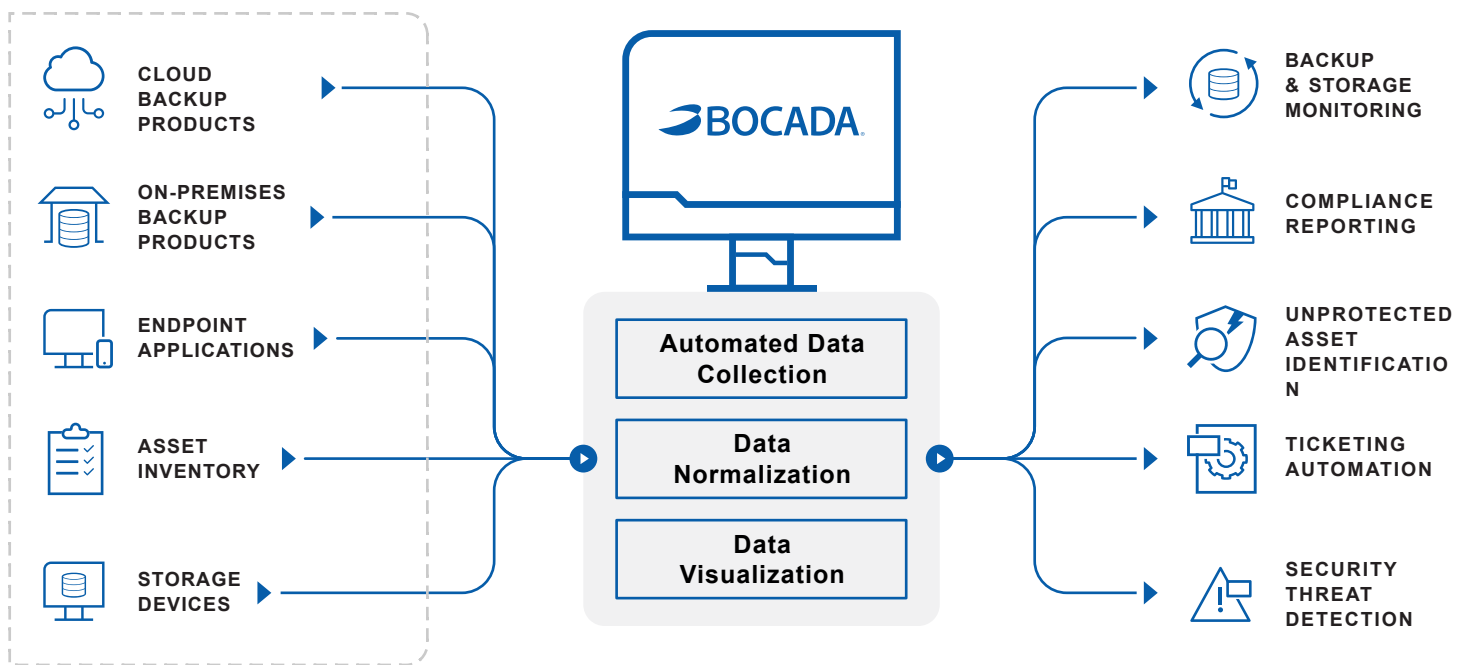 CLOUD
BACKUP
PRODUCTS
ON-PREMISES
BACKUP
PRODUCTS
ENDPOINT
APPLICATIONS
ASSET
INVENTORY
STORAGE
DEVICES
BOCADA
Automated Data
Collection
Data
Normalization
Data
Visualization
BACKUP
& STORAGE
MONITORING
COMPLIANCE
REPORTING
UNPROTECTED
ASSET
IDENTIFICATIO
N
TICKETING
AUTOMATION
SECURITY
THREAT
DETECTION